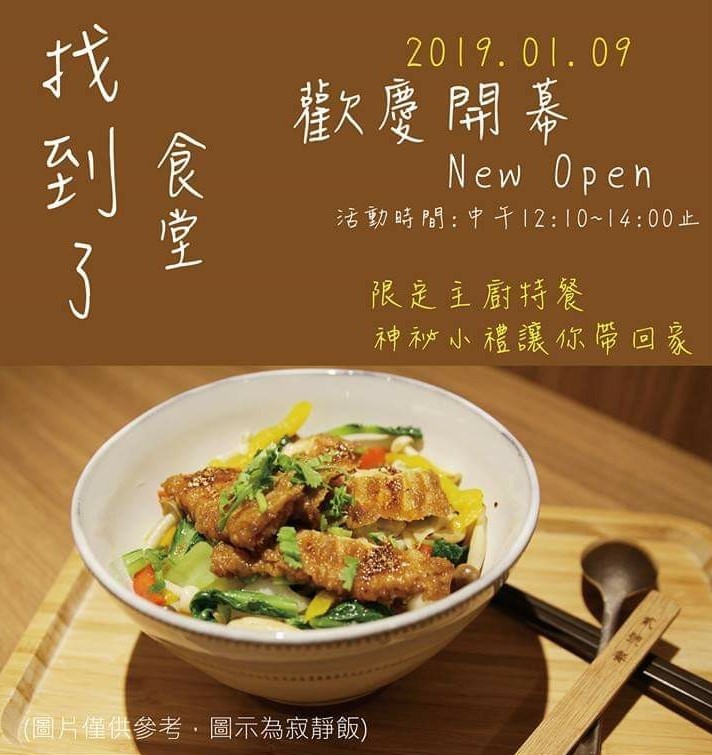 找到了
食堂
2019.01.09
歡慶開幕
New Open
活動時間:中午12:10~14:00止
限定主廚特餐
神祕小禮讓你帶回家
(圖片僅供參考，圖示為寂靜飯)